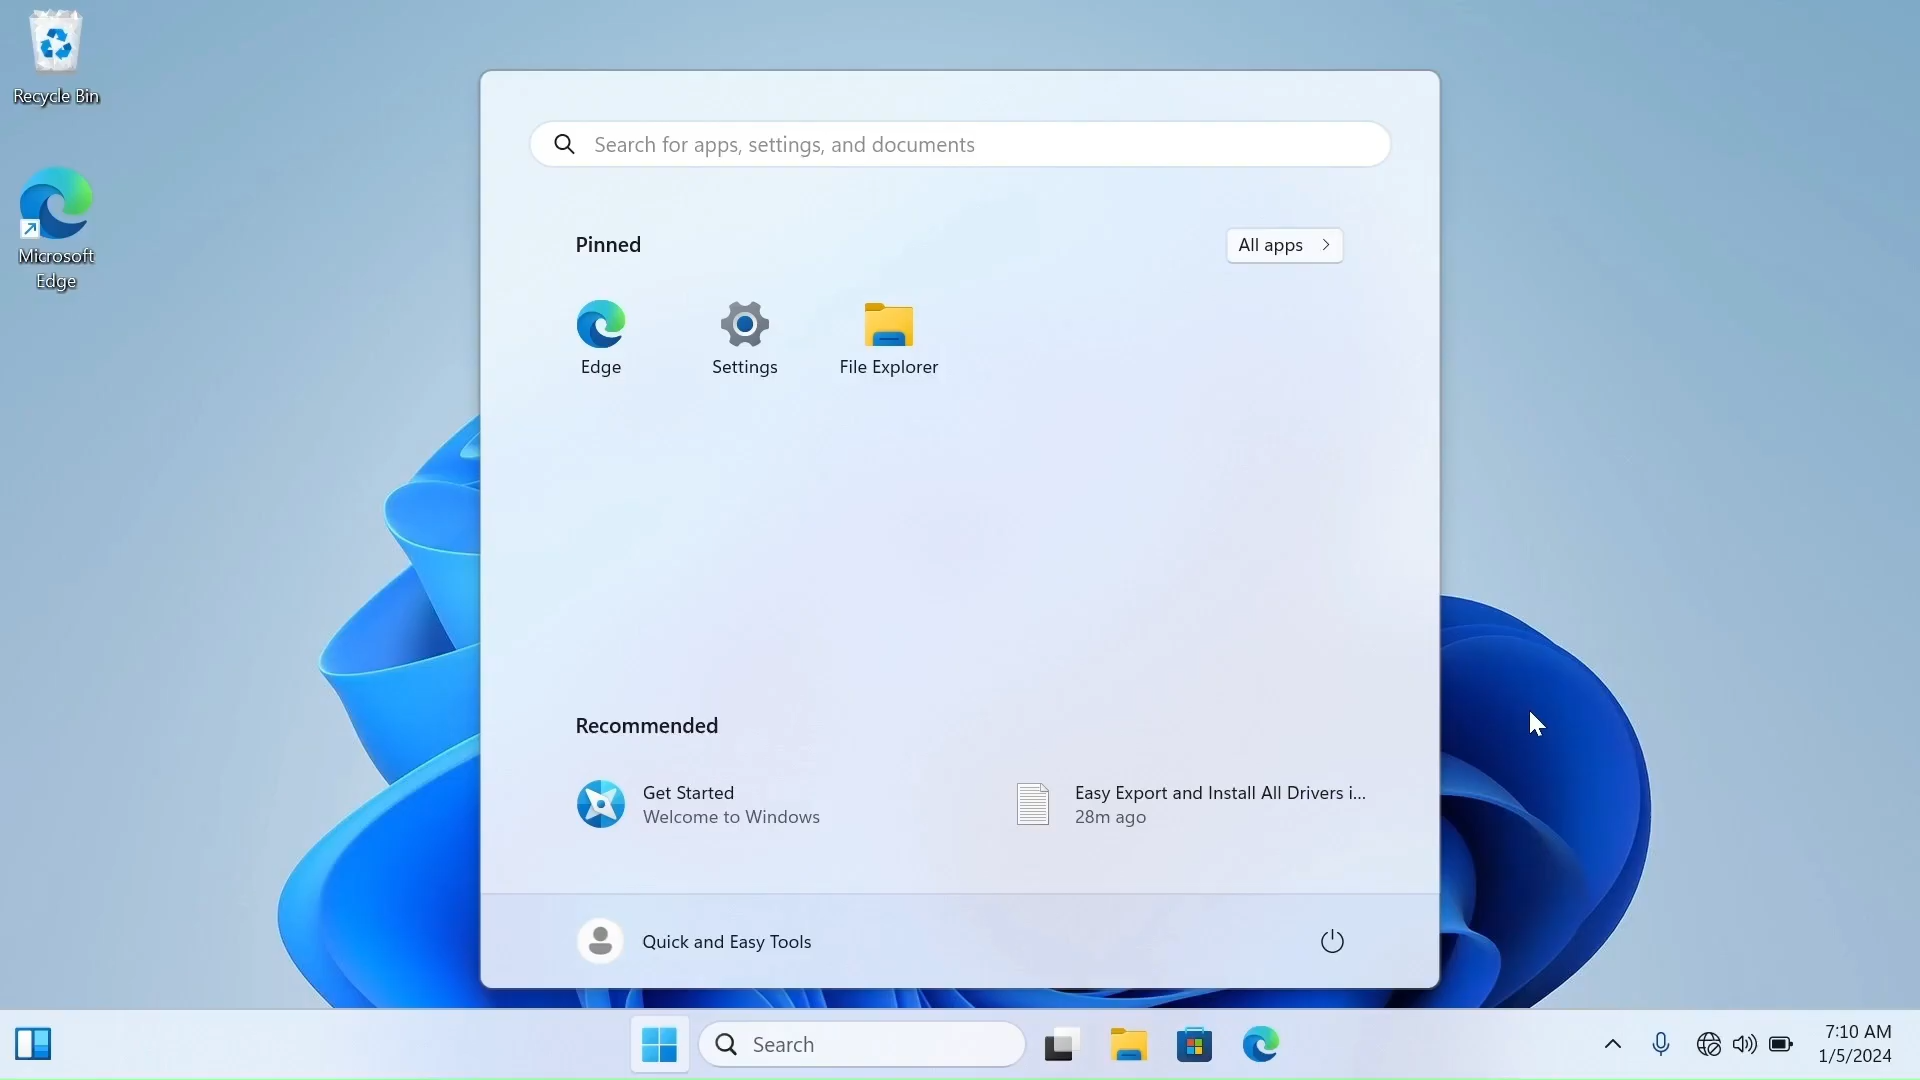 Recycle Bin
Microsoft
Edge
Search for apps, settings, and documents
Pinned
All apps
Edge
Settings
File Explorer
Recommended
Get Started
Welcome to Windows
Easy Export and Install All Drivers i...
28m ago
Quick and Easy Tools
Search
7:10 AM
1/5/2024